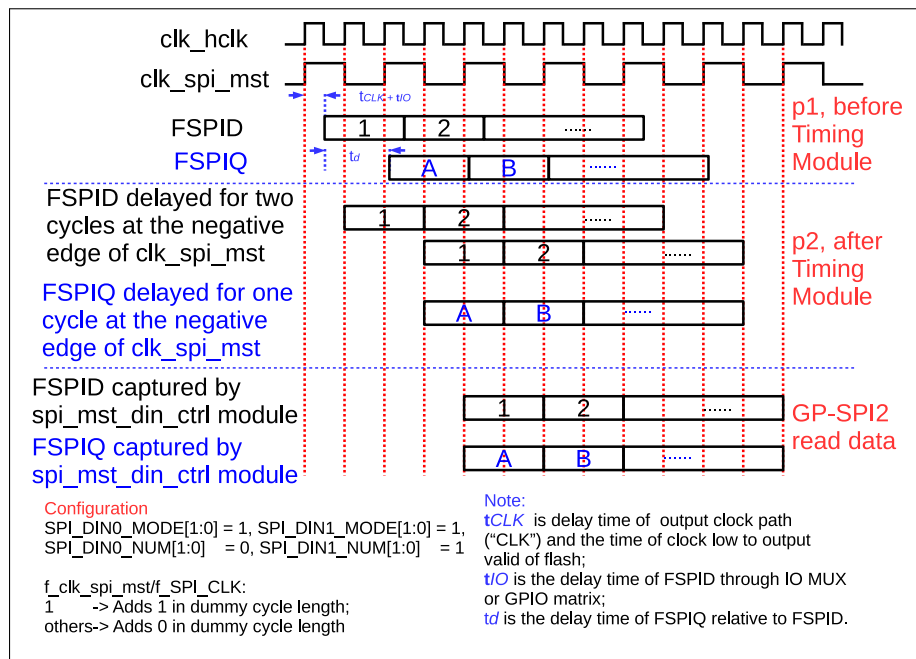 clk_hclk
clk_spi_mst
tCLK + tIO
FSPID
1 2 ......
p1, before
Timing
Module
td
FSPIQ
A B ......
FSPID delayed for two
cycles at the negative
edge of clk_spi_mst
1 2 ......
1 2 ......
p2, after
Timing
Module
FSPIQ delayed for one
cycle at the negative
edge of clk_spi_mst
A B ......
FSPID captured by
spi_mst_din_ctrl module
1 2 ......
FSPIQ captured by
spi_mst_din_ctrl module
A B ......
GP-SPI2
read data
Configuration
SPI_DIN0_MODE[1:0] = 1, SPI_DIN1_MODE[1:0] = 1,
SPI_DIN0_NUM[1:0] = 0, SPI_DIN1_NUM[1:0] = 1
f_clk_spi_mst/f_SPI_CLK:
1 -> Adds 1 in dummy cycle length;
others-> Adds 0 in dummy cycle length
Note:
tCLK is delay time of output clock path
(“CLK”) and the time of clock low to output
valid of flash;
tIO is the delay time of FSPID through IO MUX
or GPIO matrix;
td is the delay time of FSPIQ relative to FSPID.